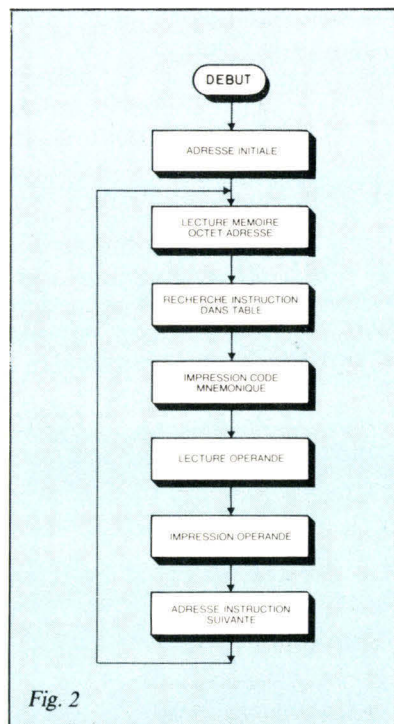 DEBUT
ADRESSE INITIALE
LECTURE MEMOIRE
OCTET ADRESSE
RECHERCHE INSTRUCTION
DANS TABLE
IMPRESSION CODE
MNEMONIQUE
LECTURE OPERANDE
IMPRESSION OPERANDE
ADRESSE INSTRUCTION
SUIVANTE
Fig. 2